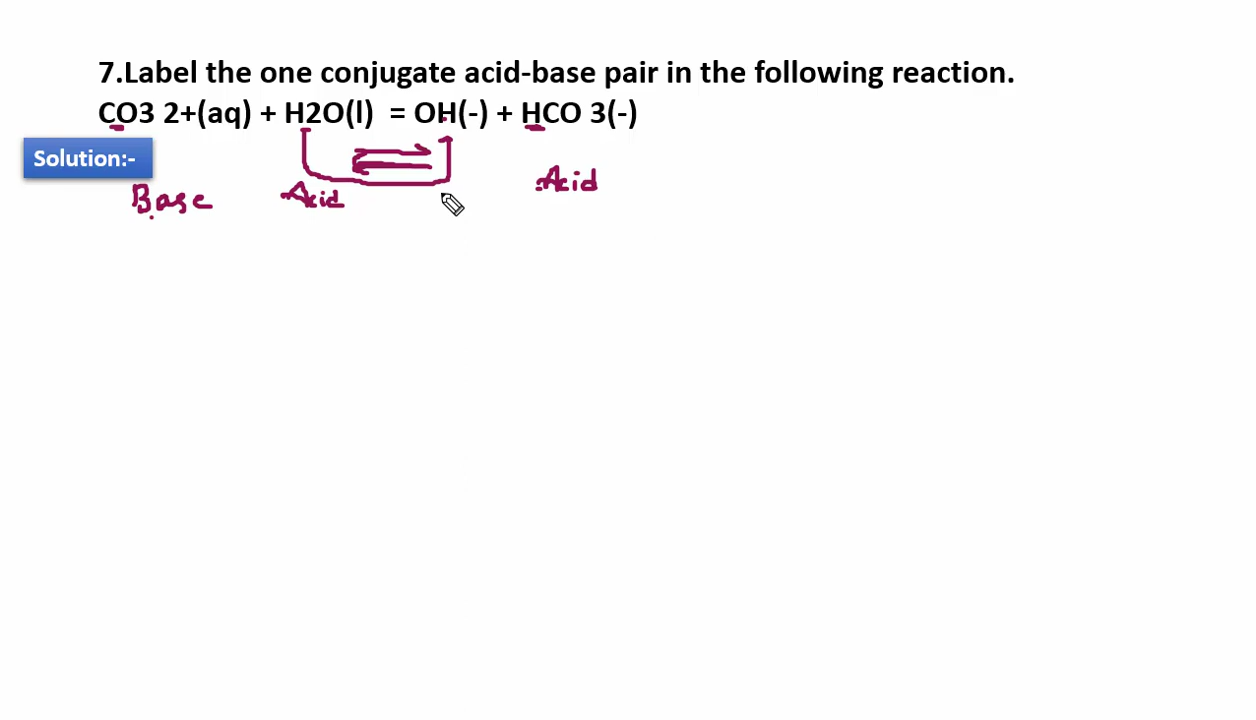 7.Label the one conjugate acid-base pair in the following reaction.
CO3 2+(aq) + H2O(l) = OH(-) + HCO 3(-)
Solution:-
Base Acid Acid